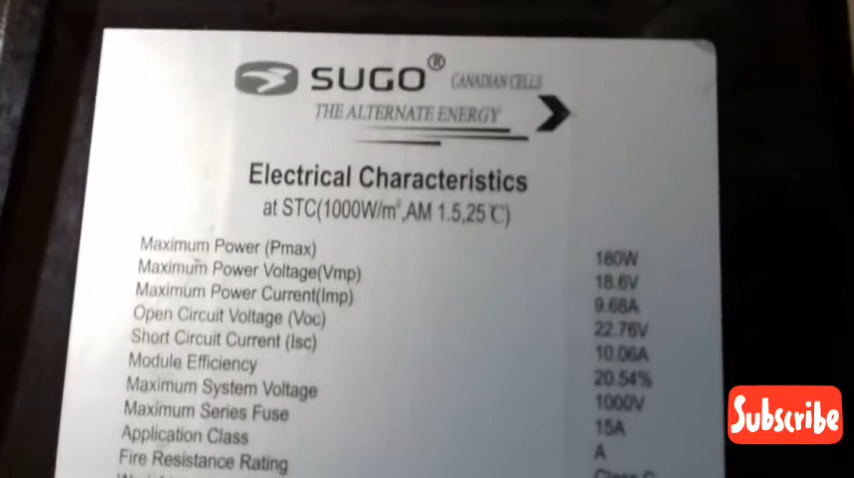 SUGO® CANADIAN CELLS
THE ALTERNATE ENERGY
Electrical Characteristics
at STC(1000W/m²,AM 1.5,25℃)
Maximum Power (Pmax) 180W
Maximum Power Voltage(Vmp) 18.6V
Maximum Power Current(Imp) 9.68A
Open Circuit Voltage (Voc) 22.76V
Short Circuit Current (Isc) 10.06A
Module Efficiency 20.54%
Maximum System Voltage 1000V
Maximum Series Fuse 15A
Application Class A
Fire Resistance Rating Class C
Subscribe